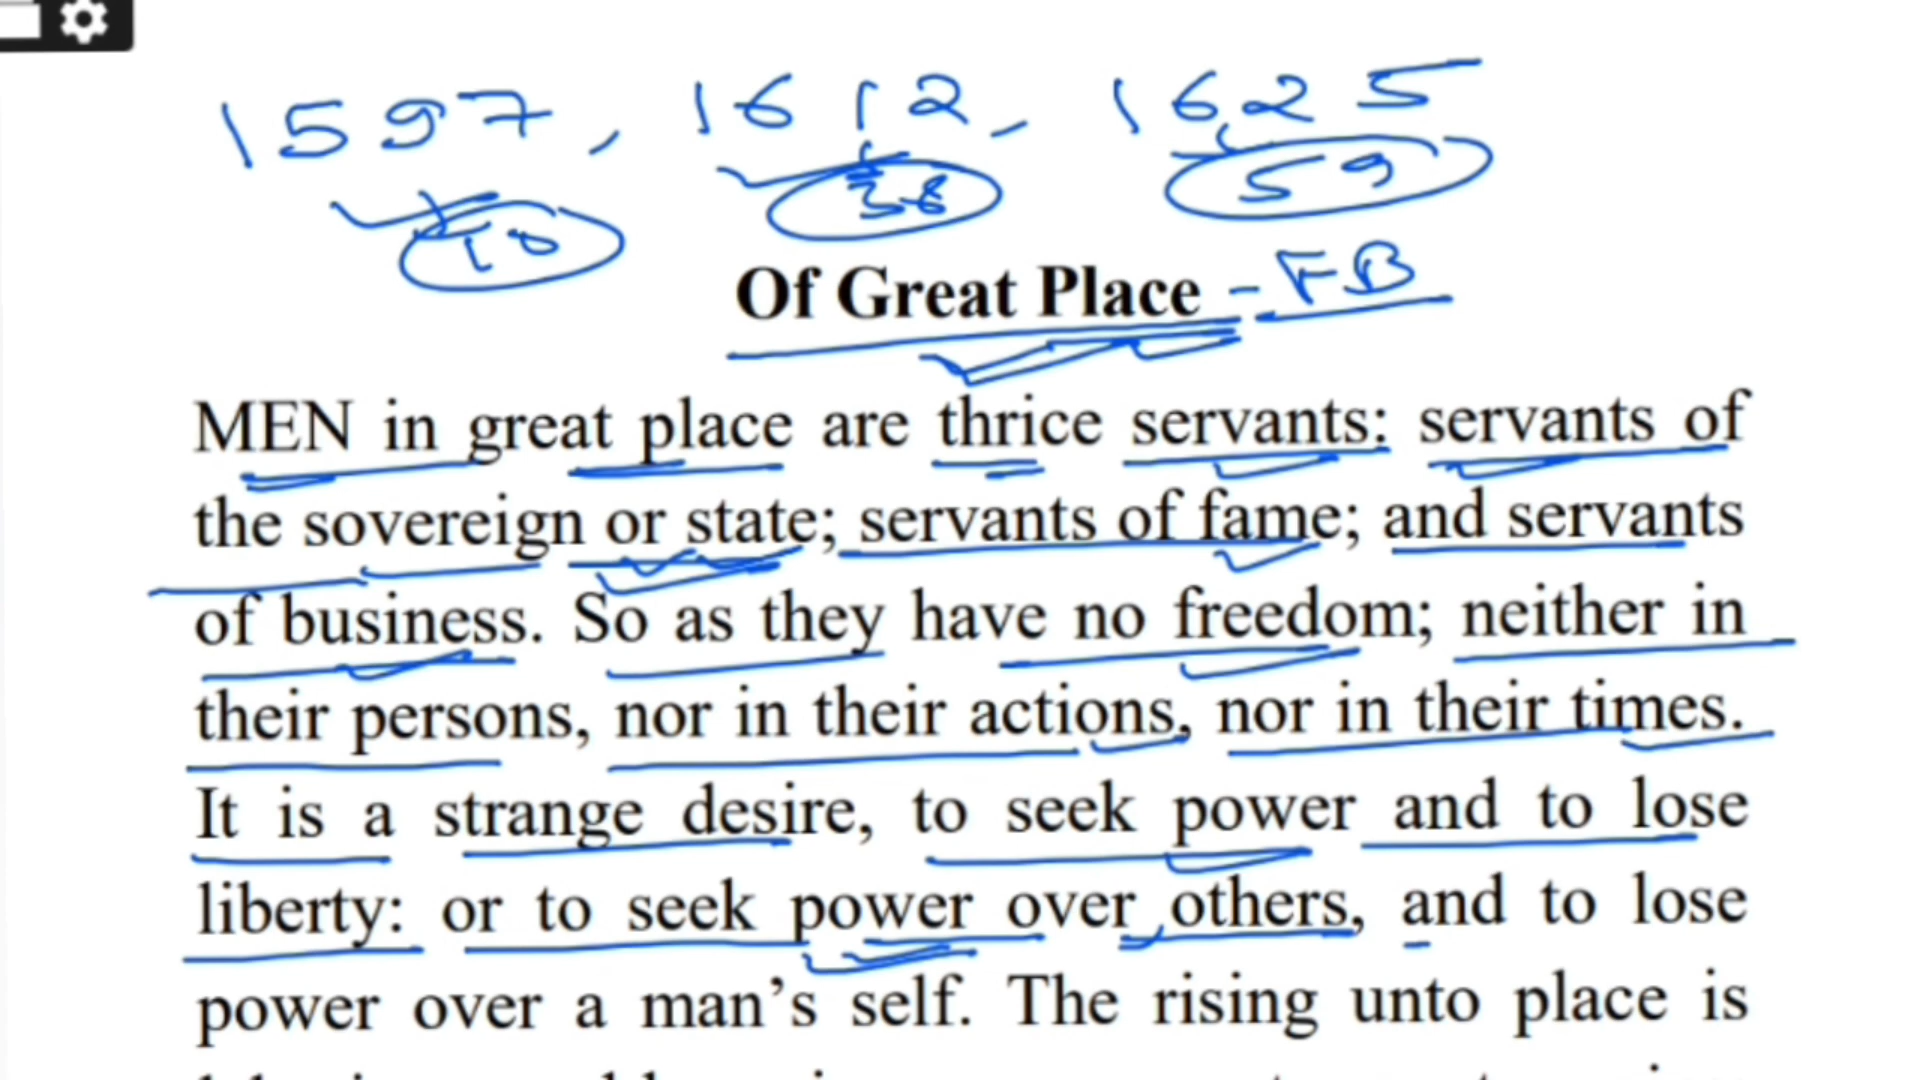 1597, 1612, 1625
10 38 59
Of Great Place - FB
MEN in great place are thrice servants: servants of
the sovereign or state; servants of fame; and servants
of business. So as they have no freedom; neither in
their persons, nor in their actions, nor in their times.
It is a strange desire, to seek power and to lose
liberty: or to seek power over others, and to lose
power over a man’s self. The rising unto place is